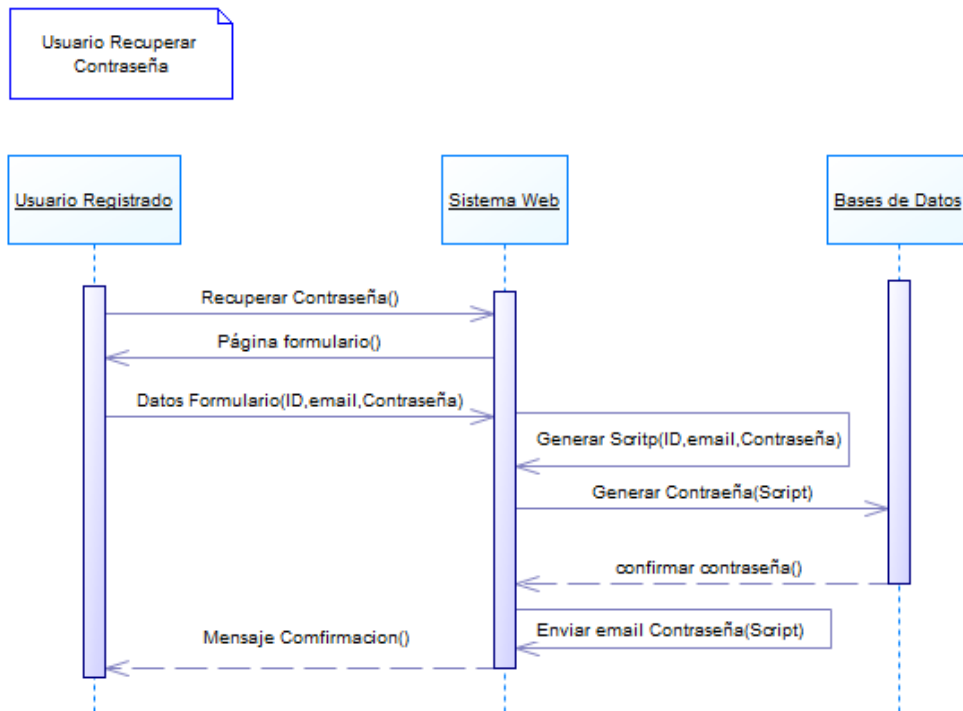 Usuario Recuperar
Contraseña
Usuario Registrado
Sistema Web
Bases de Datos
Recuperar Contraseña()
Página formulario()
Datos Formulario(ID,email,Contraseña)
Generar Scritp(ID,email,Contraseña)
Generar Contraeña(Script)
confirmar contraseña()
Enviar email Contraseña(Script)
Mensaje Comfirmacion()